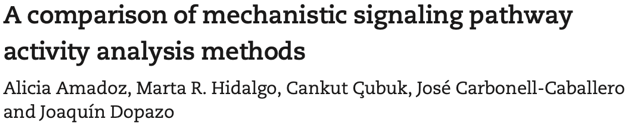 A comparison of mechanistic signaling pathway
activity analysis methods
Alicia Amadoz, Marta R. Hidalgo, Cankut Çubuk, José Carbonell-Caballero
and Joaquín Dopazo